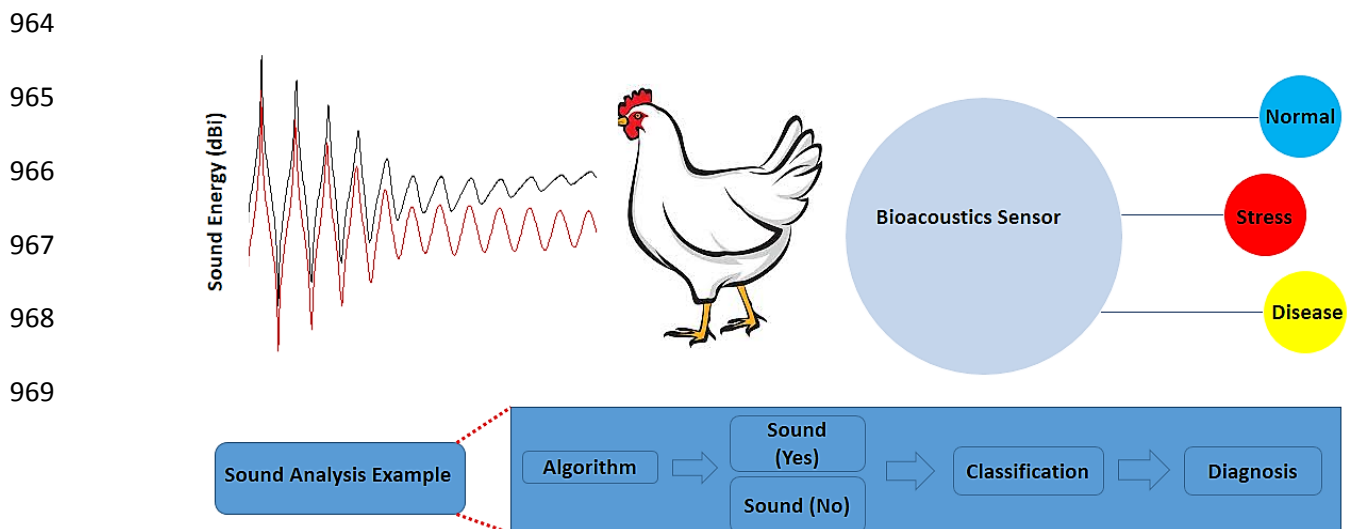 964
965
966
967
968
969
Sound Energy (dBi)
Bioacoustics Sensor
Normal
Stress
Disease
Sound Analysis Example
Algorithm
Sound
(Yes)
Sound (No)
Classification
Diagnosis